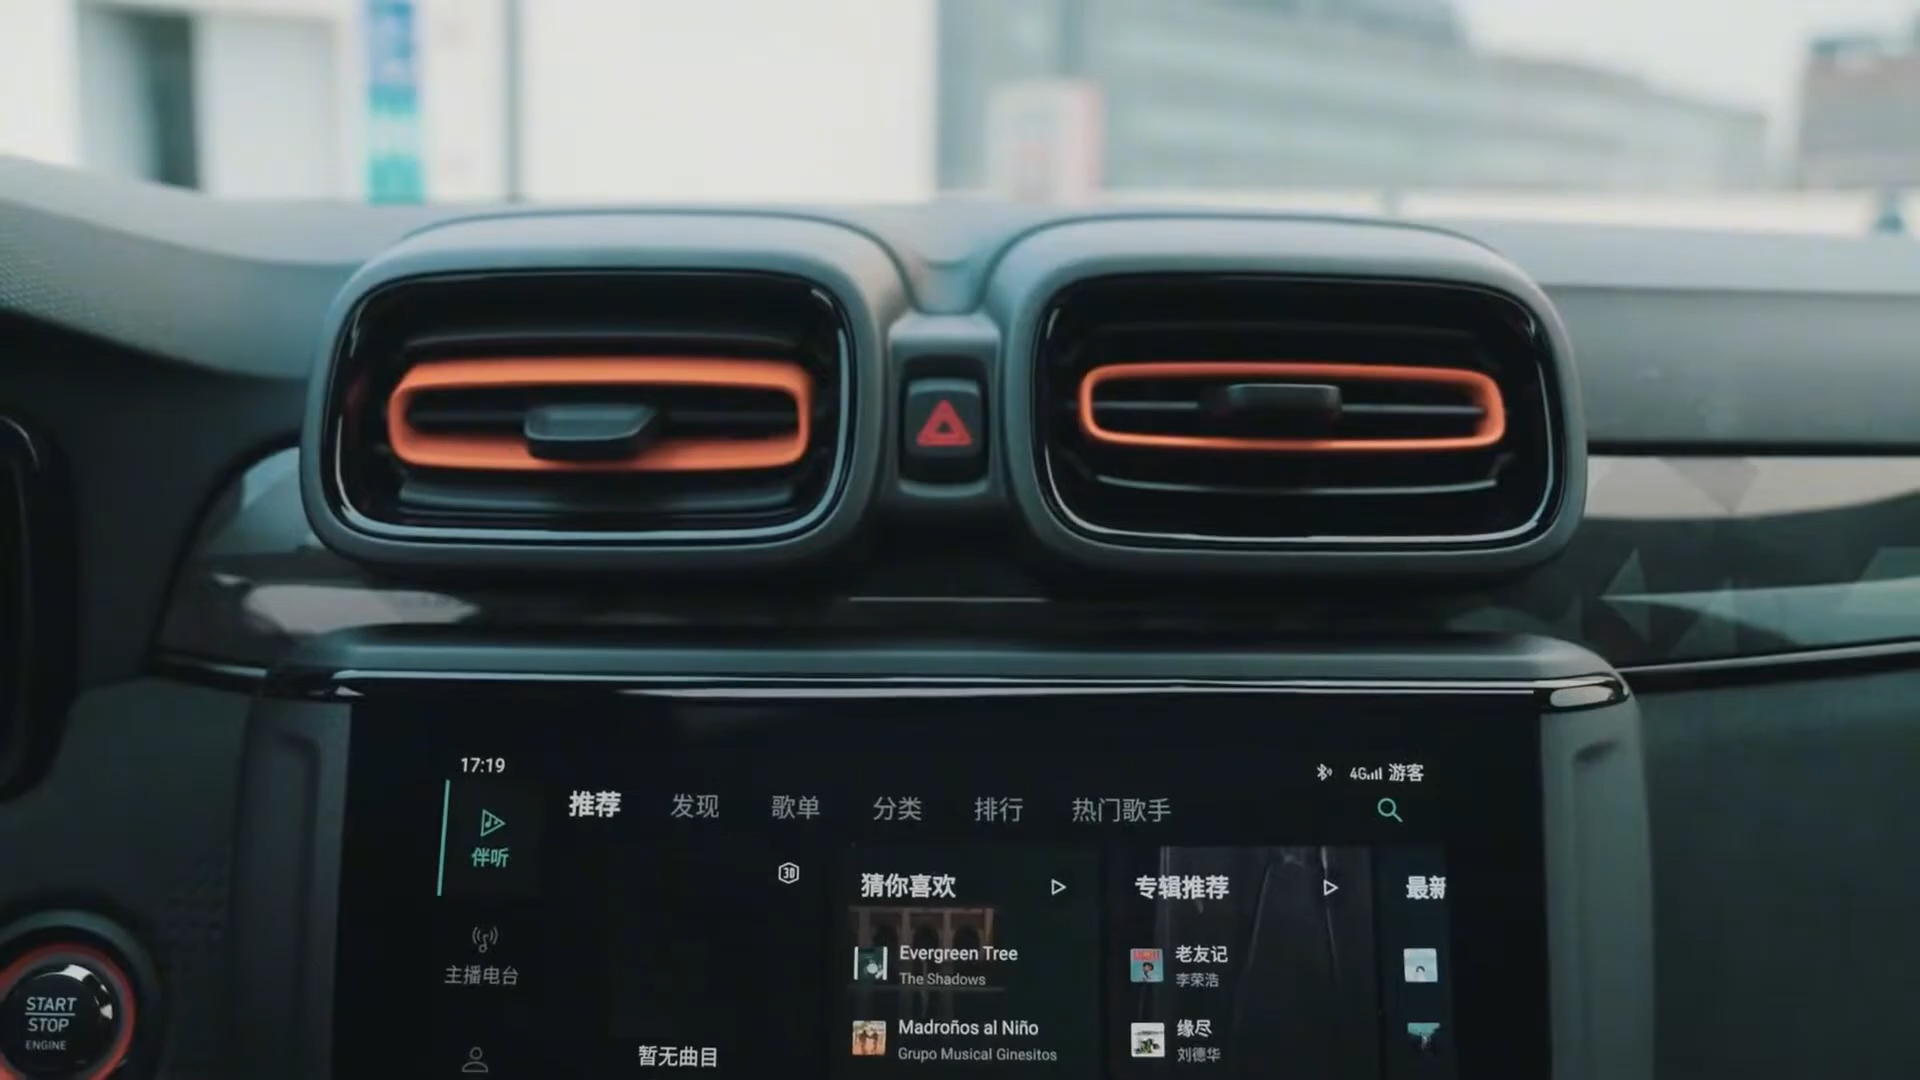 17:19
4G 游客
推荐 发现 歌单 分类 排行 热门歌手
伴听
3D
猜你喜欢
专辑推荐
最新
Evergreen Tree
The Shadows
老友记
李荣浩
主播电台
Madroños al Niño
Grupo Musical Ginesitos
缘尽
刘德华
暂无曲目
START
STOP
ENGINE